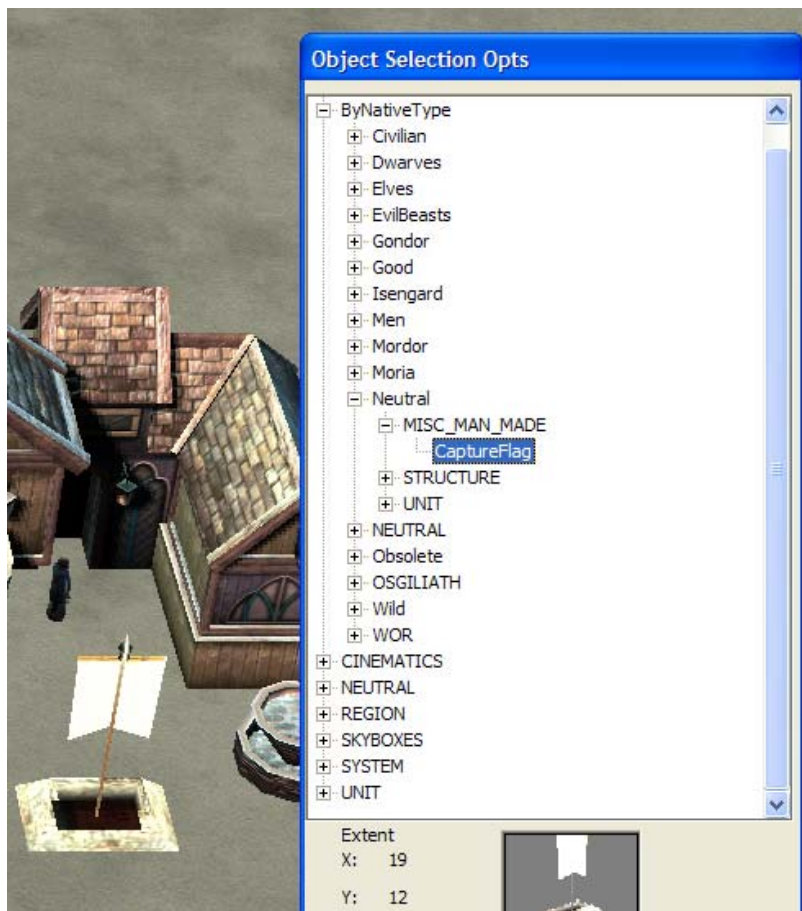 Object Selection Opts
ByNativeType
Civilian
Dwarves
Elves
EvilBeasts
Gondor
Good
Isengard
Men
Mordor
Moria
Neutral
MISC_MAN_MADE
CaptureFlag
STRUCTURE
UNIT
NEUTRAL
Obsolete
OSGILIATH
Wild
WOR
CINEMATICS
NEUTRAL
REGION
SKYBOXES
SYSTEM
UNIT
Extent
X: 19
Y: 12